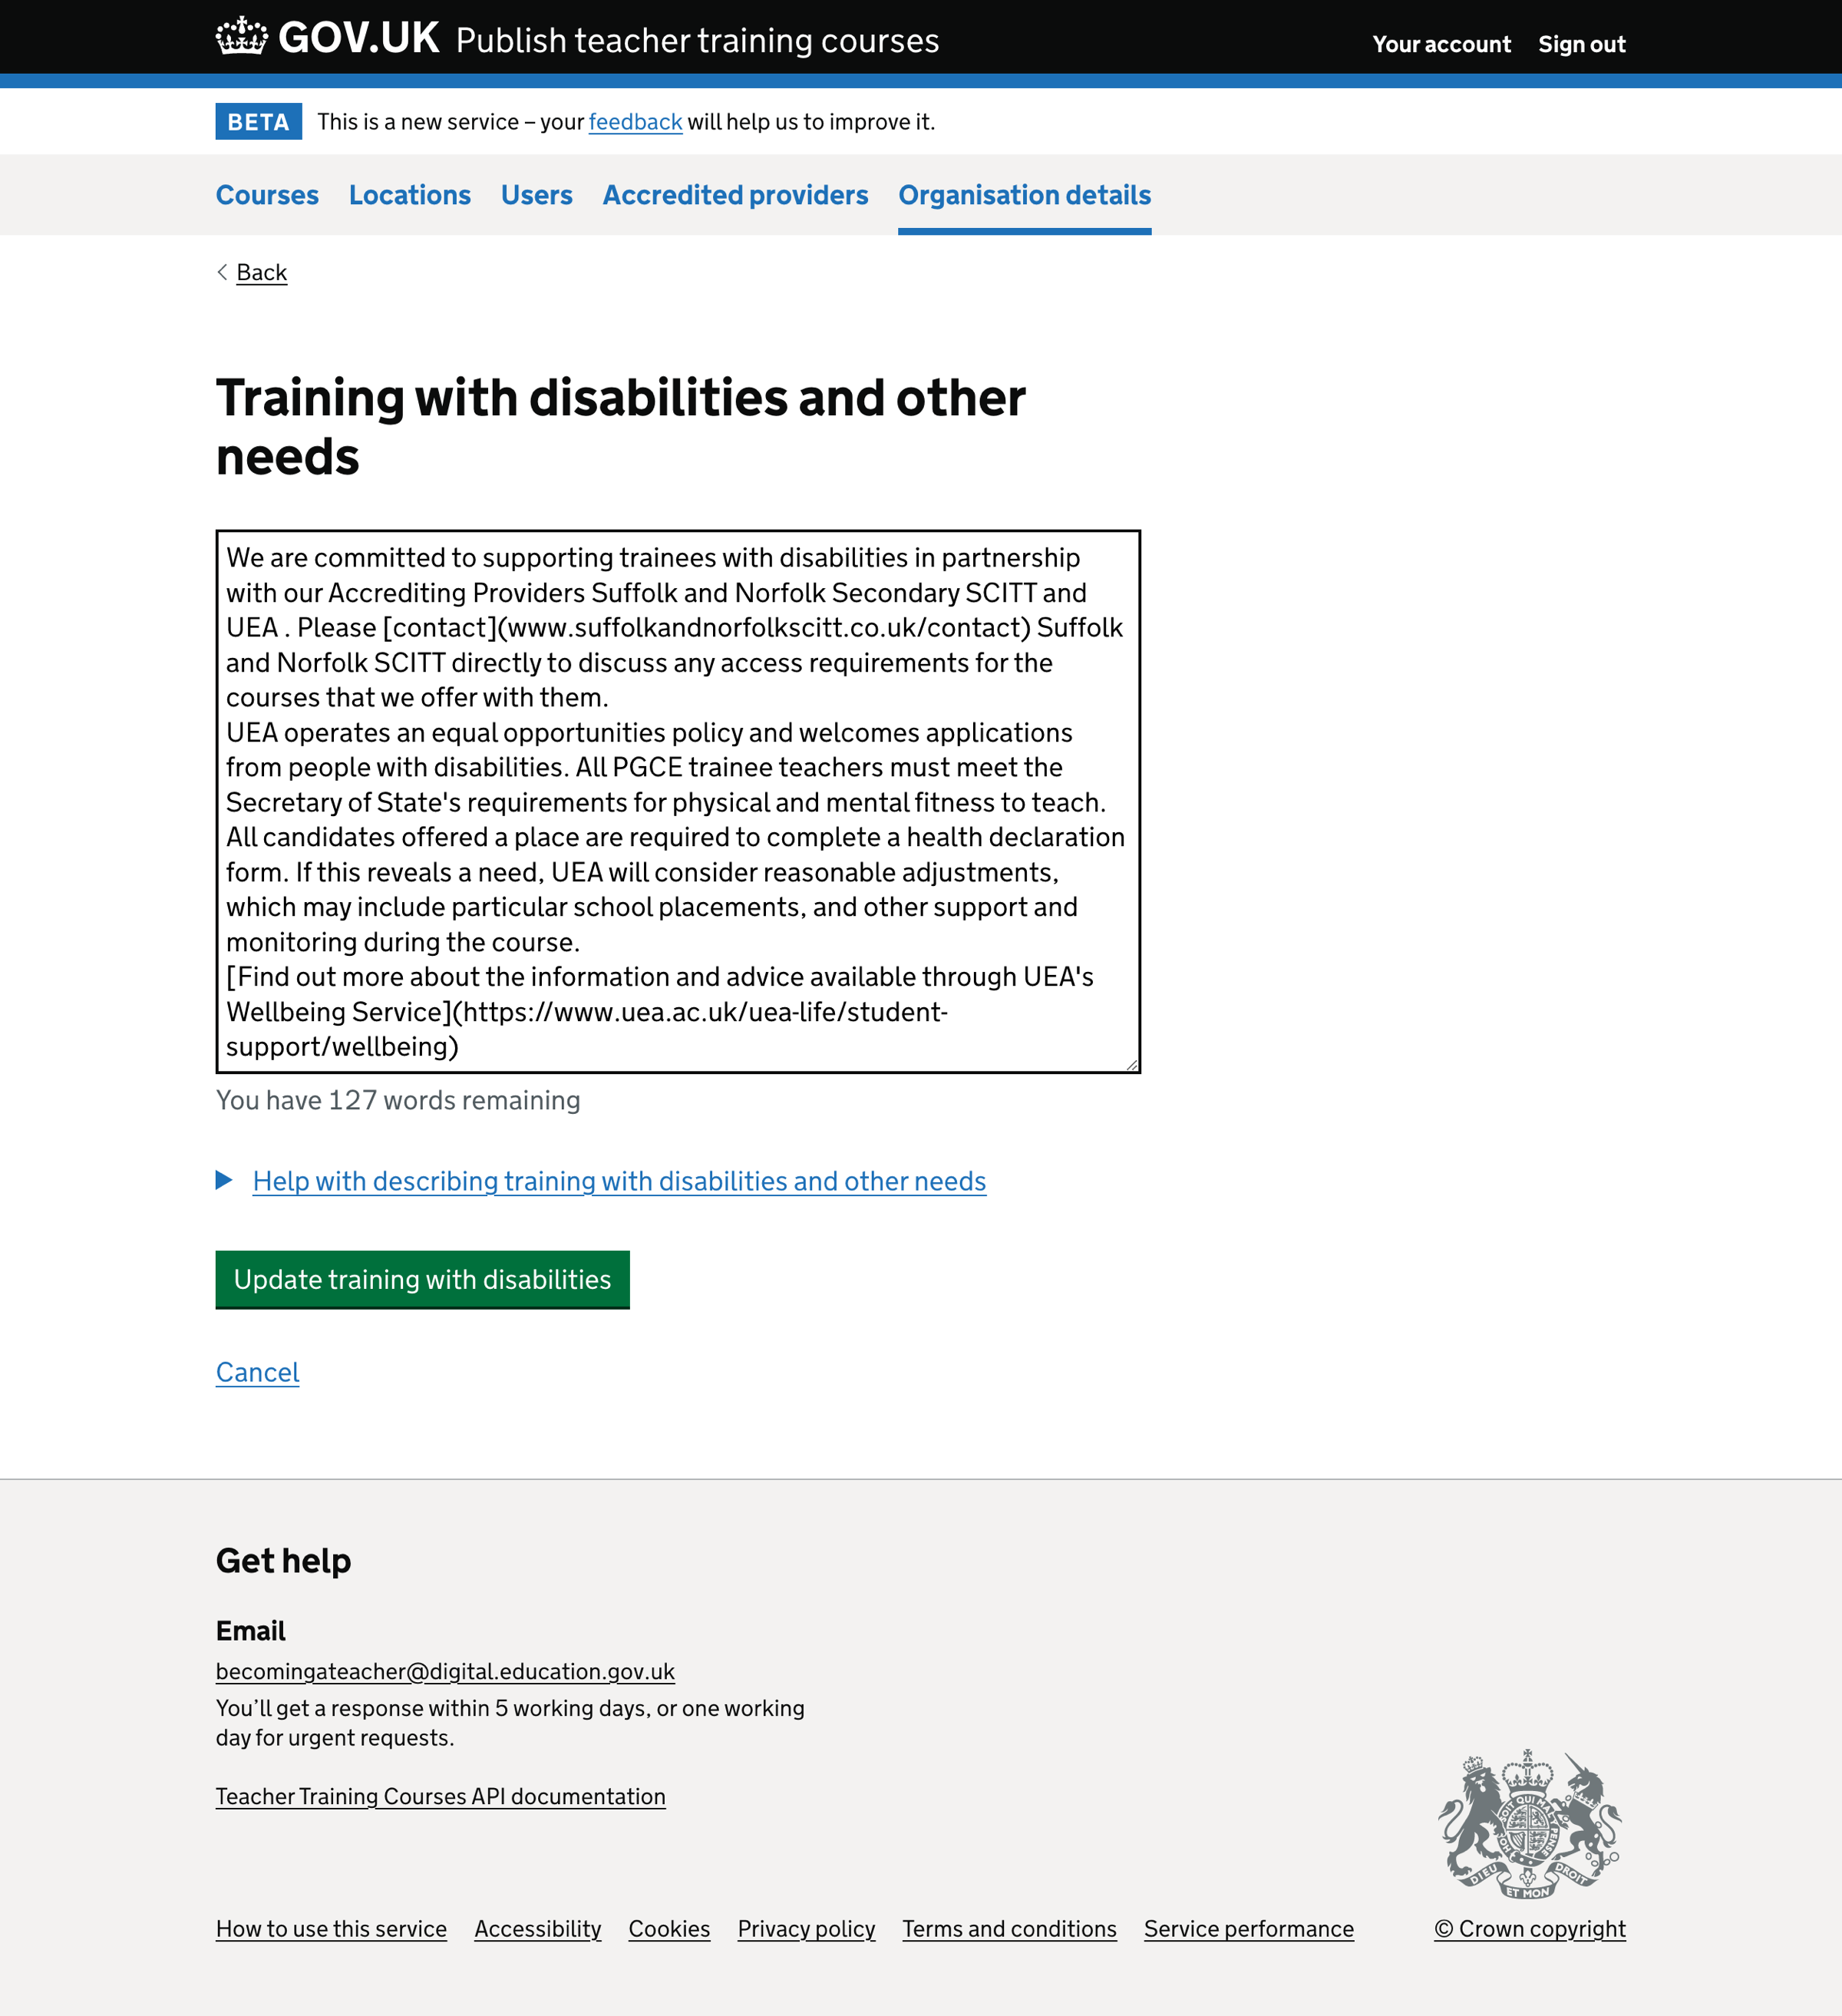 GOV.UK Publish teacher training courses
Your account Sign out
BETA This is a new service – your feedback will help us to improve it.
Courses Locations Users Accredited providers Organisation details
Back
Training with disabilities and other
needs
We are committed to supporting trainees with disabilities in partnership
with our Accrediting Providers Suffolk and Norfolk Secondary SCITT and
UEA . Please [contact](www.suffolkandnorfolkscitt.co.uk/contact) Suffolk
and Norfolk SCITT directly to discuss any access requirements for the
courses that we offer with them.
UEA operates an equal opportunities policy and welcomes applications
from people with disabilities. All PGCE trainee teachers must meet the
Secretary of State's requirements for physical and mental fitness to teach.
All candidates offered a place are required to complete a health declaration
form. If this reveals a need, UEA will consider reasonable adjustments,
which may include particular school placements, and other support and
monitoring during the course.
[Find out more about the information and advice available through UEA's
Wellbeing Service](https://www.uea.ac.uk/uea-life/student-
support/wellbeing)
You have 127 words remaining
Help with describing training with disabilities and other needs
Update training with disabilities
Cancel
Get help
Email
becomingateacher@digital.education.gov.uk
You’ll get a response within 5 working days, or one working
day for urgent requests.
Teacher Training Courses API documentation
SOIT QUI MAL Y PENSE
DIEU ET MON DROIT
How to use this service Accessibility Cookies Privacy policy Terms and conditions Service performance
© Crown copyright